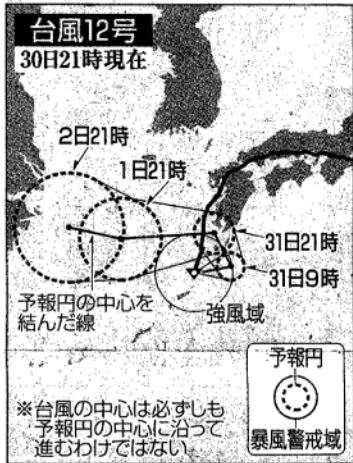 台風12号
30日21時現在
2日21時
1日21時
31日21時
31日9時
予報円の中心を
結んだ線
強風域
予報円
暴風警戒域
※台風の中心は必ずしも
予報円の中心に沿って
進むわけではない